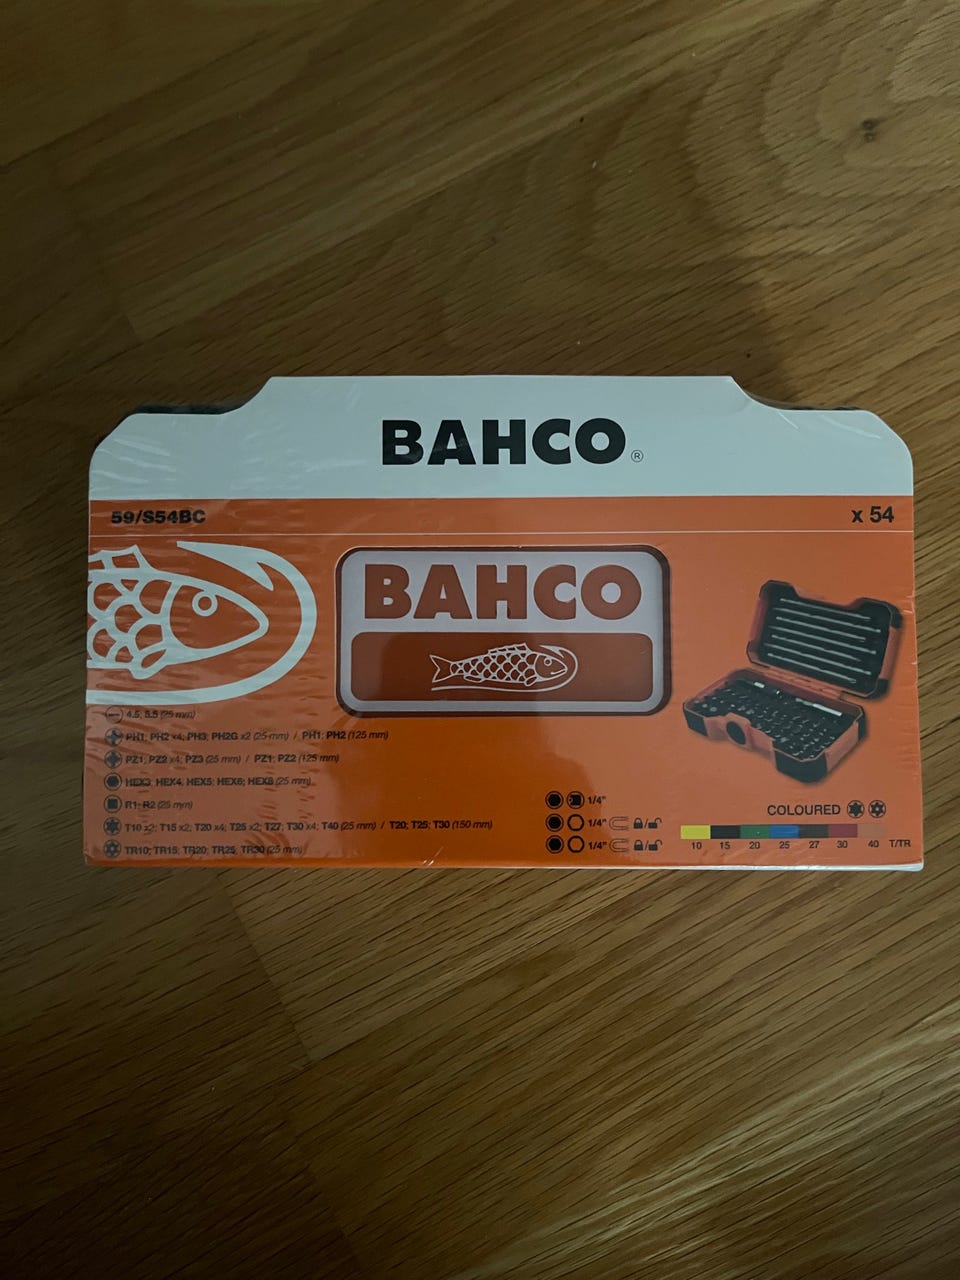 BAHCO®
59/S54BC x 54
BAHCO
4.5; 5.5 (25 mm)
PH1; PH2 x4; PH3; PH2G x2 (25 mm) / PH1; PH2 (125 mm)
PZ1; PZ2 x4; PZ3 (25 mm) / PZ1; PZ2 (125 mm)
HEX3; HEX4; HEX5; HEX6; HEX8 (25 mm)
R1; R2 (25 mm)
T10 x2; T15 x2; T20 x4; T25 x2; T27; T30 x4; T40 (25 mm) / T20; T25; T30 (150 mm)
TR10; TR15; TR20; TR25; TR30 (25 mm)
1/4"
1/4"
1/4"
COLOURED
10 15 20 25 27 30 40 T/TR